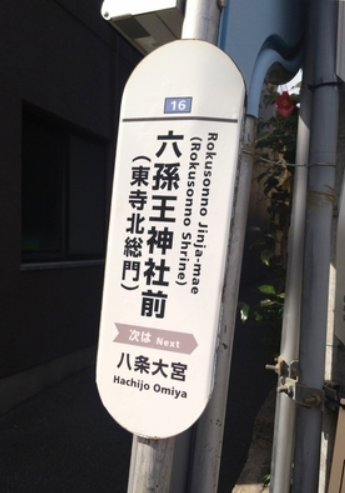 16
六孫王神社前
(東寺北総門)
Rokusonno Jinja-mae
(Rokusonno Shrine)
次は Next
八条大宮
Hachijo Omiya